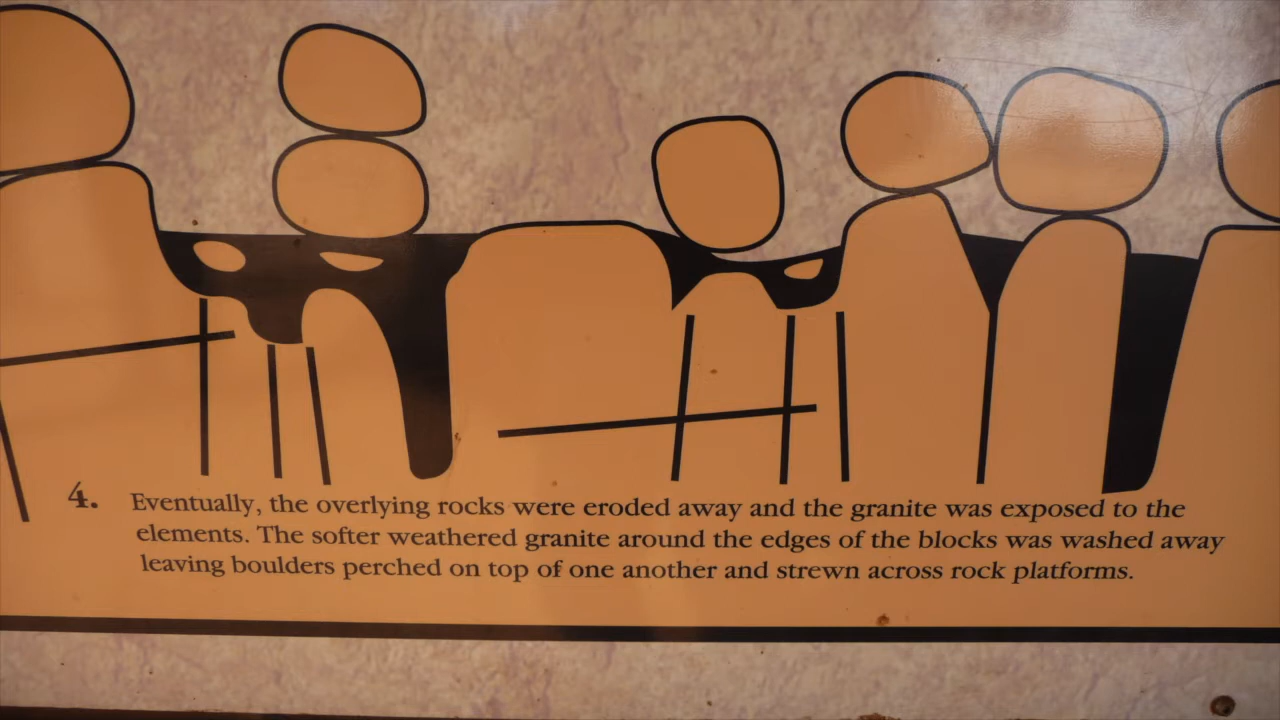 4. Eventually, the overlying rocks were eroded away and the granite was exposed to the
elements. The softer weathered granite around the edges of the blocks was washed away
leaving boulders perched on top of one another and strewn across rock platforms.